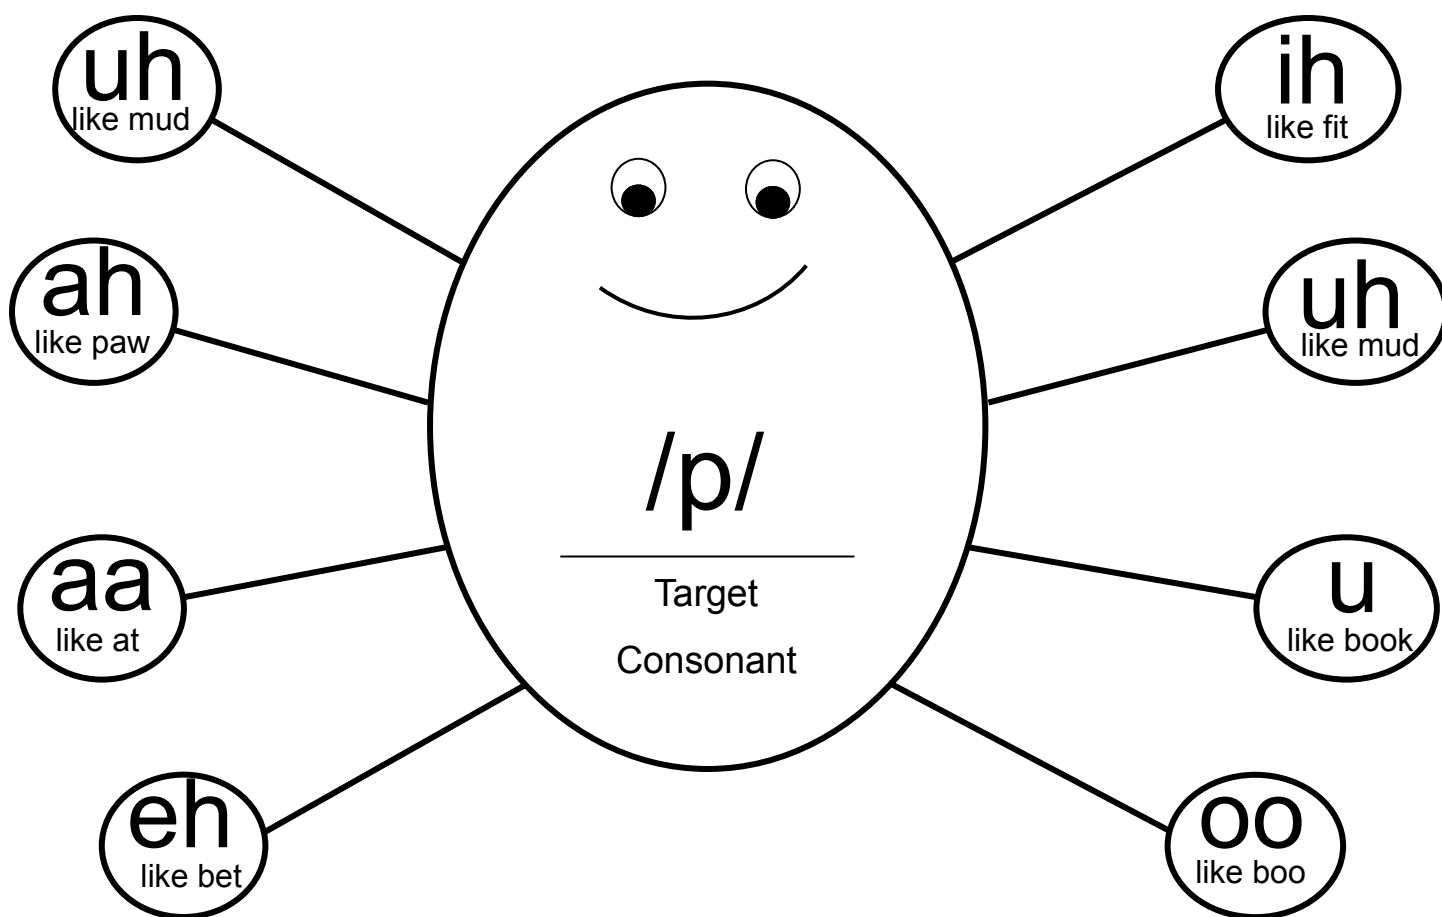 uh
like mud
ah
like paw
aa
like at
eh
like bet
/p/
Target
Consonant
ih
like fit
uh
like mud
u
like book
oo
like boo